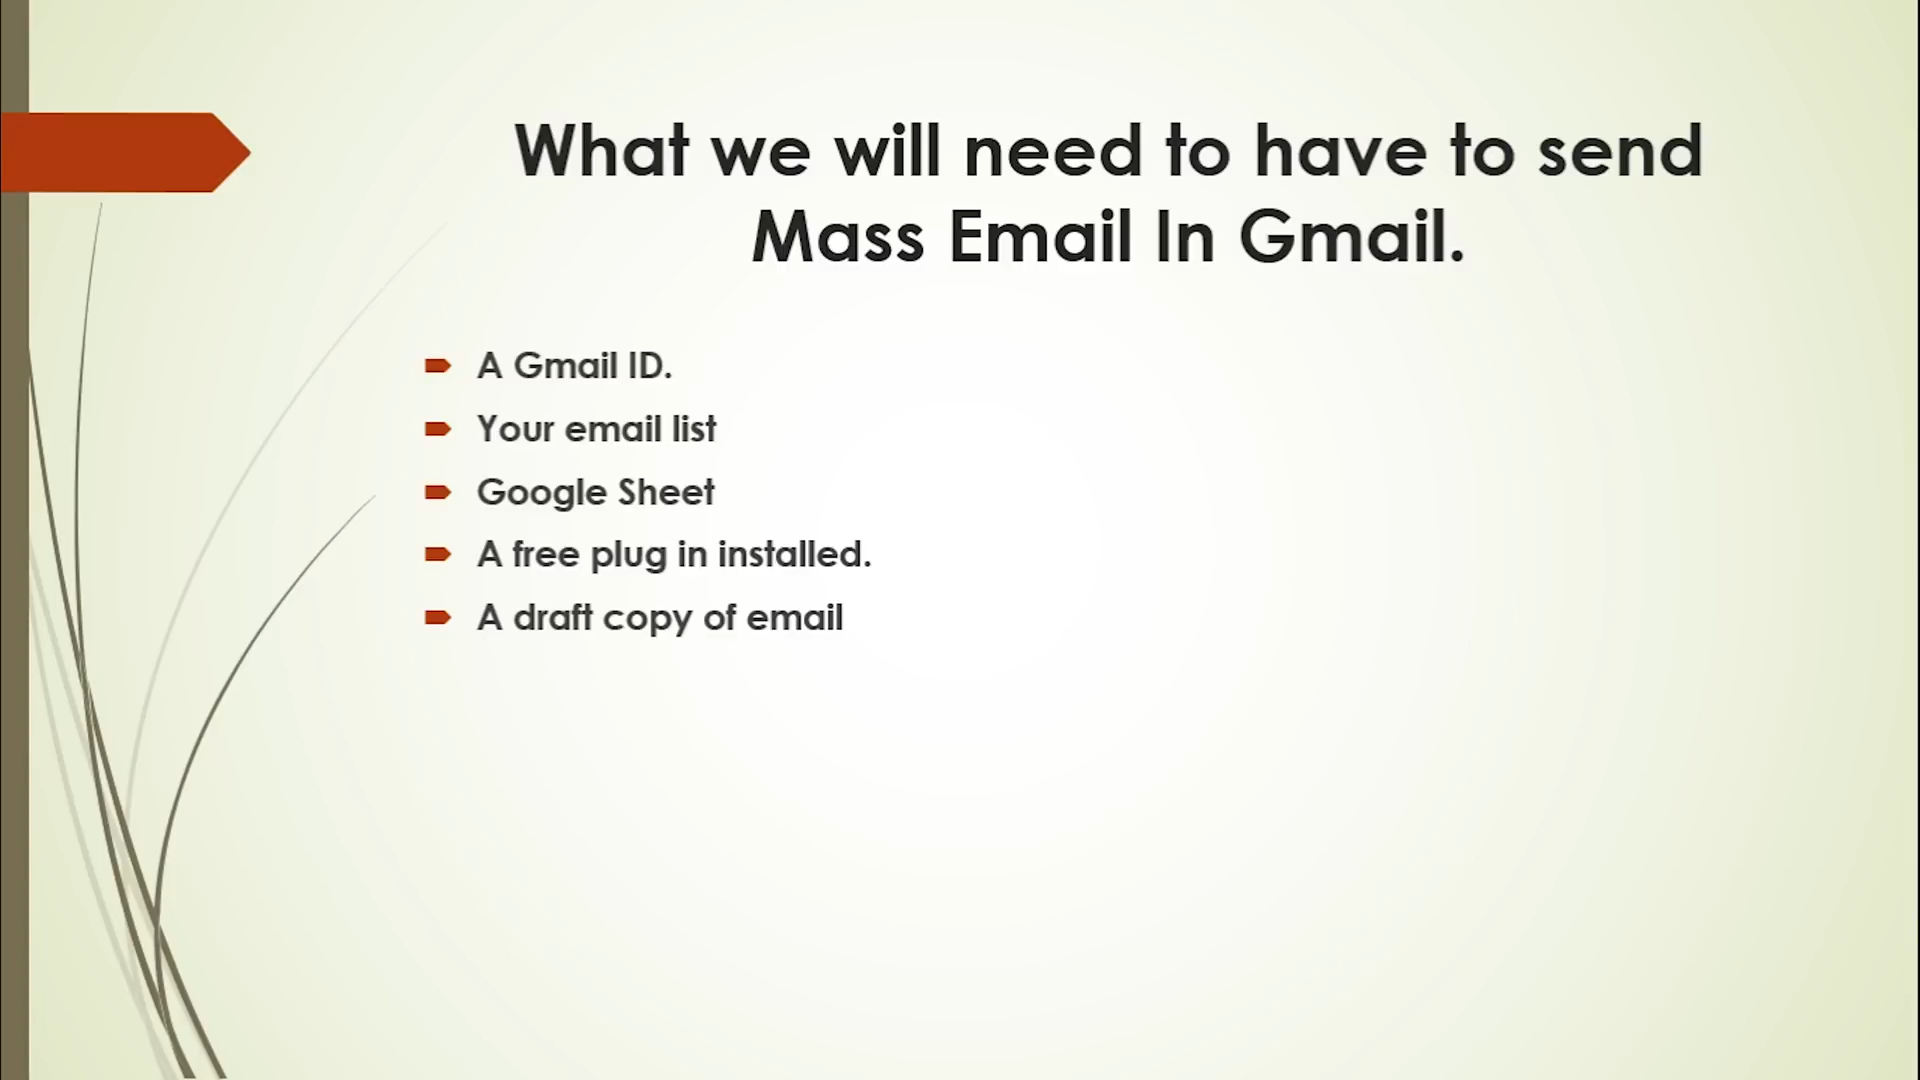 What we will need to have to send
Mass Email In Gmail.
A Gmail ID.
Your email list
Google Sheet
A free plug in installed.
A draft copy of email